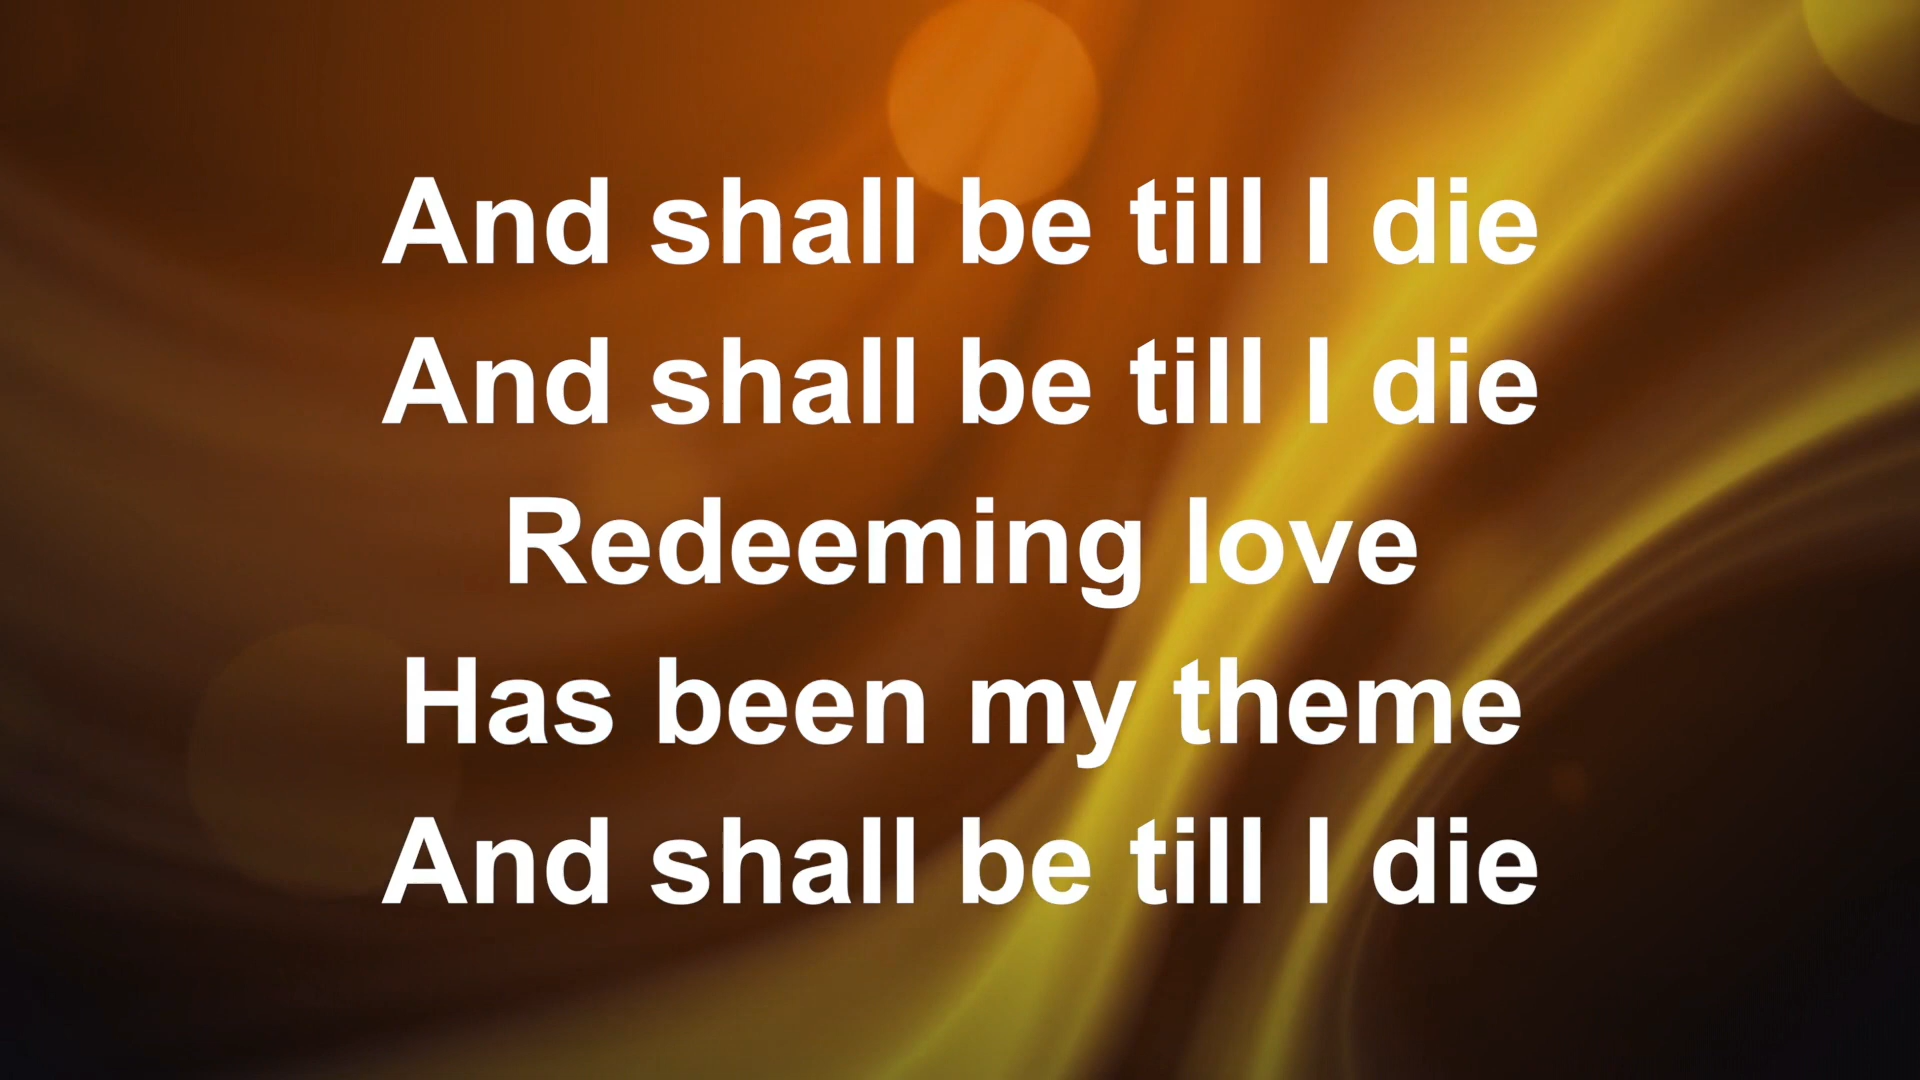 And shall be till I die
And shall be till I die
Redeeming love
Has been my theme
And shall be till I die